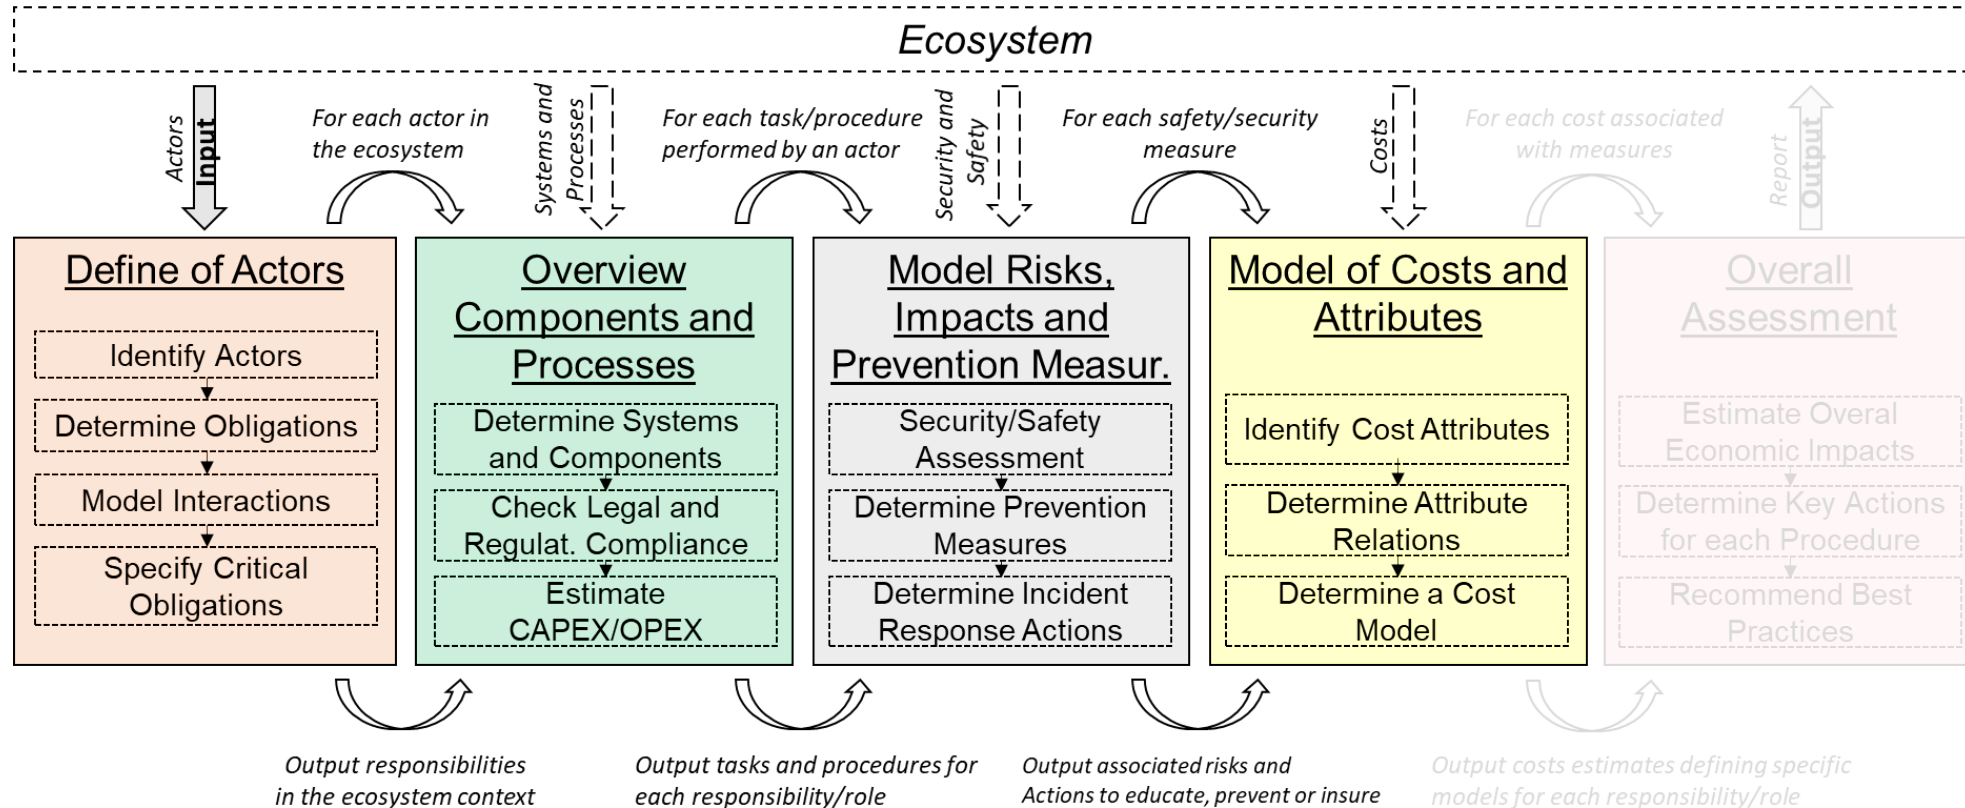 Ecosystem
Actors
Input
For each actor in
the ecosystem
Systems and
Processes
For each task/procedure
performed by an actor
Security and
Safety
For each safety/security
measure
Costs
For each cost associated
with measures
Report
Output
Define of Actors
Identify Actors
Determine Obligations
Model Interactions
Specify Critical
Obligations
Overview
Components and
Processes
Determine Systems
and Components
Check Legal and
Regulat. Compliance
Estimate
CAPEX/OPEX
Model Risks,
Impacts and
Prevention Measur.
Security/Safety
Assessment
Determine Prevention
Measures
Determine Incident
Response Actions
Model of Costs and
Attributes
Identify Cost Attributes
Determine Attribute
Relations
Determine a Cost
Model
Overall
Assessment
Estimate Overal
Economic Impacts
Determine Key Actions
for each Procedure
Recommend Best
Practices
Output responsibilities
in the ecosystem context
Output tasks and procedures for
each responsibility/role
Output associated risks and
Actions to educate, prevent or insure
Output costs estimates defining specific
models for each responsibility/role